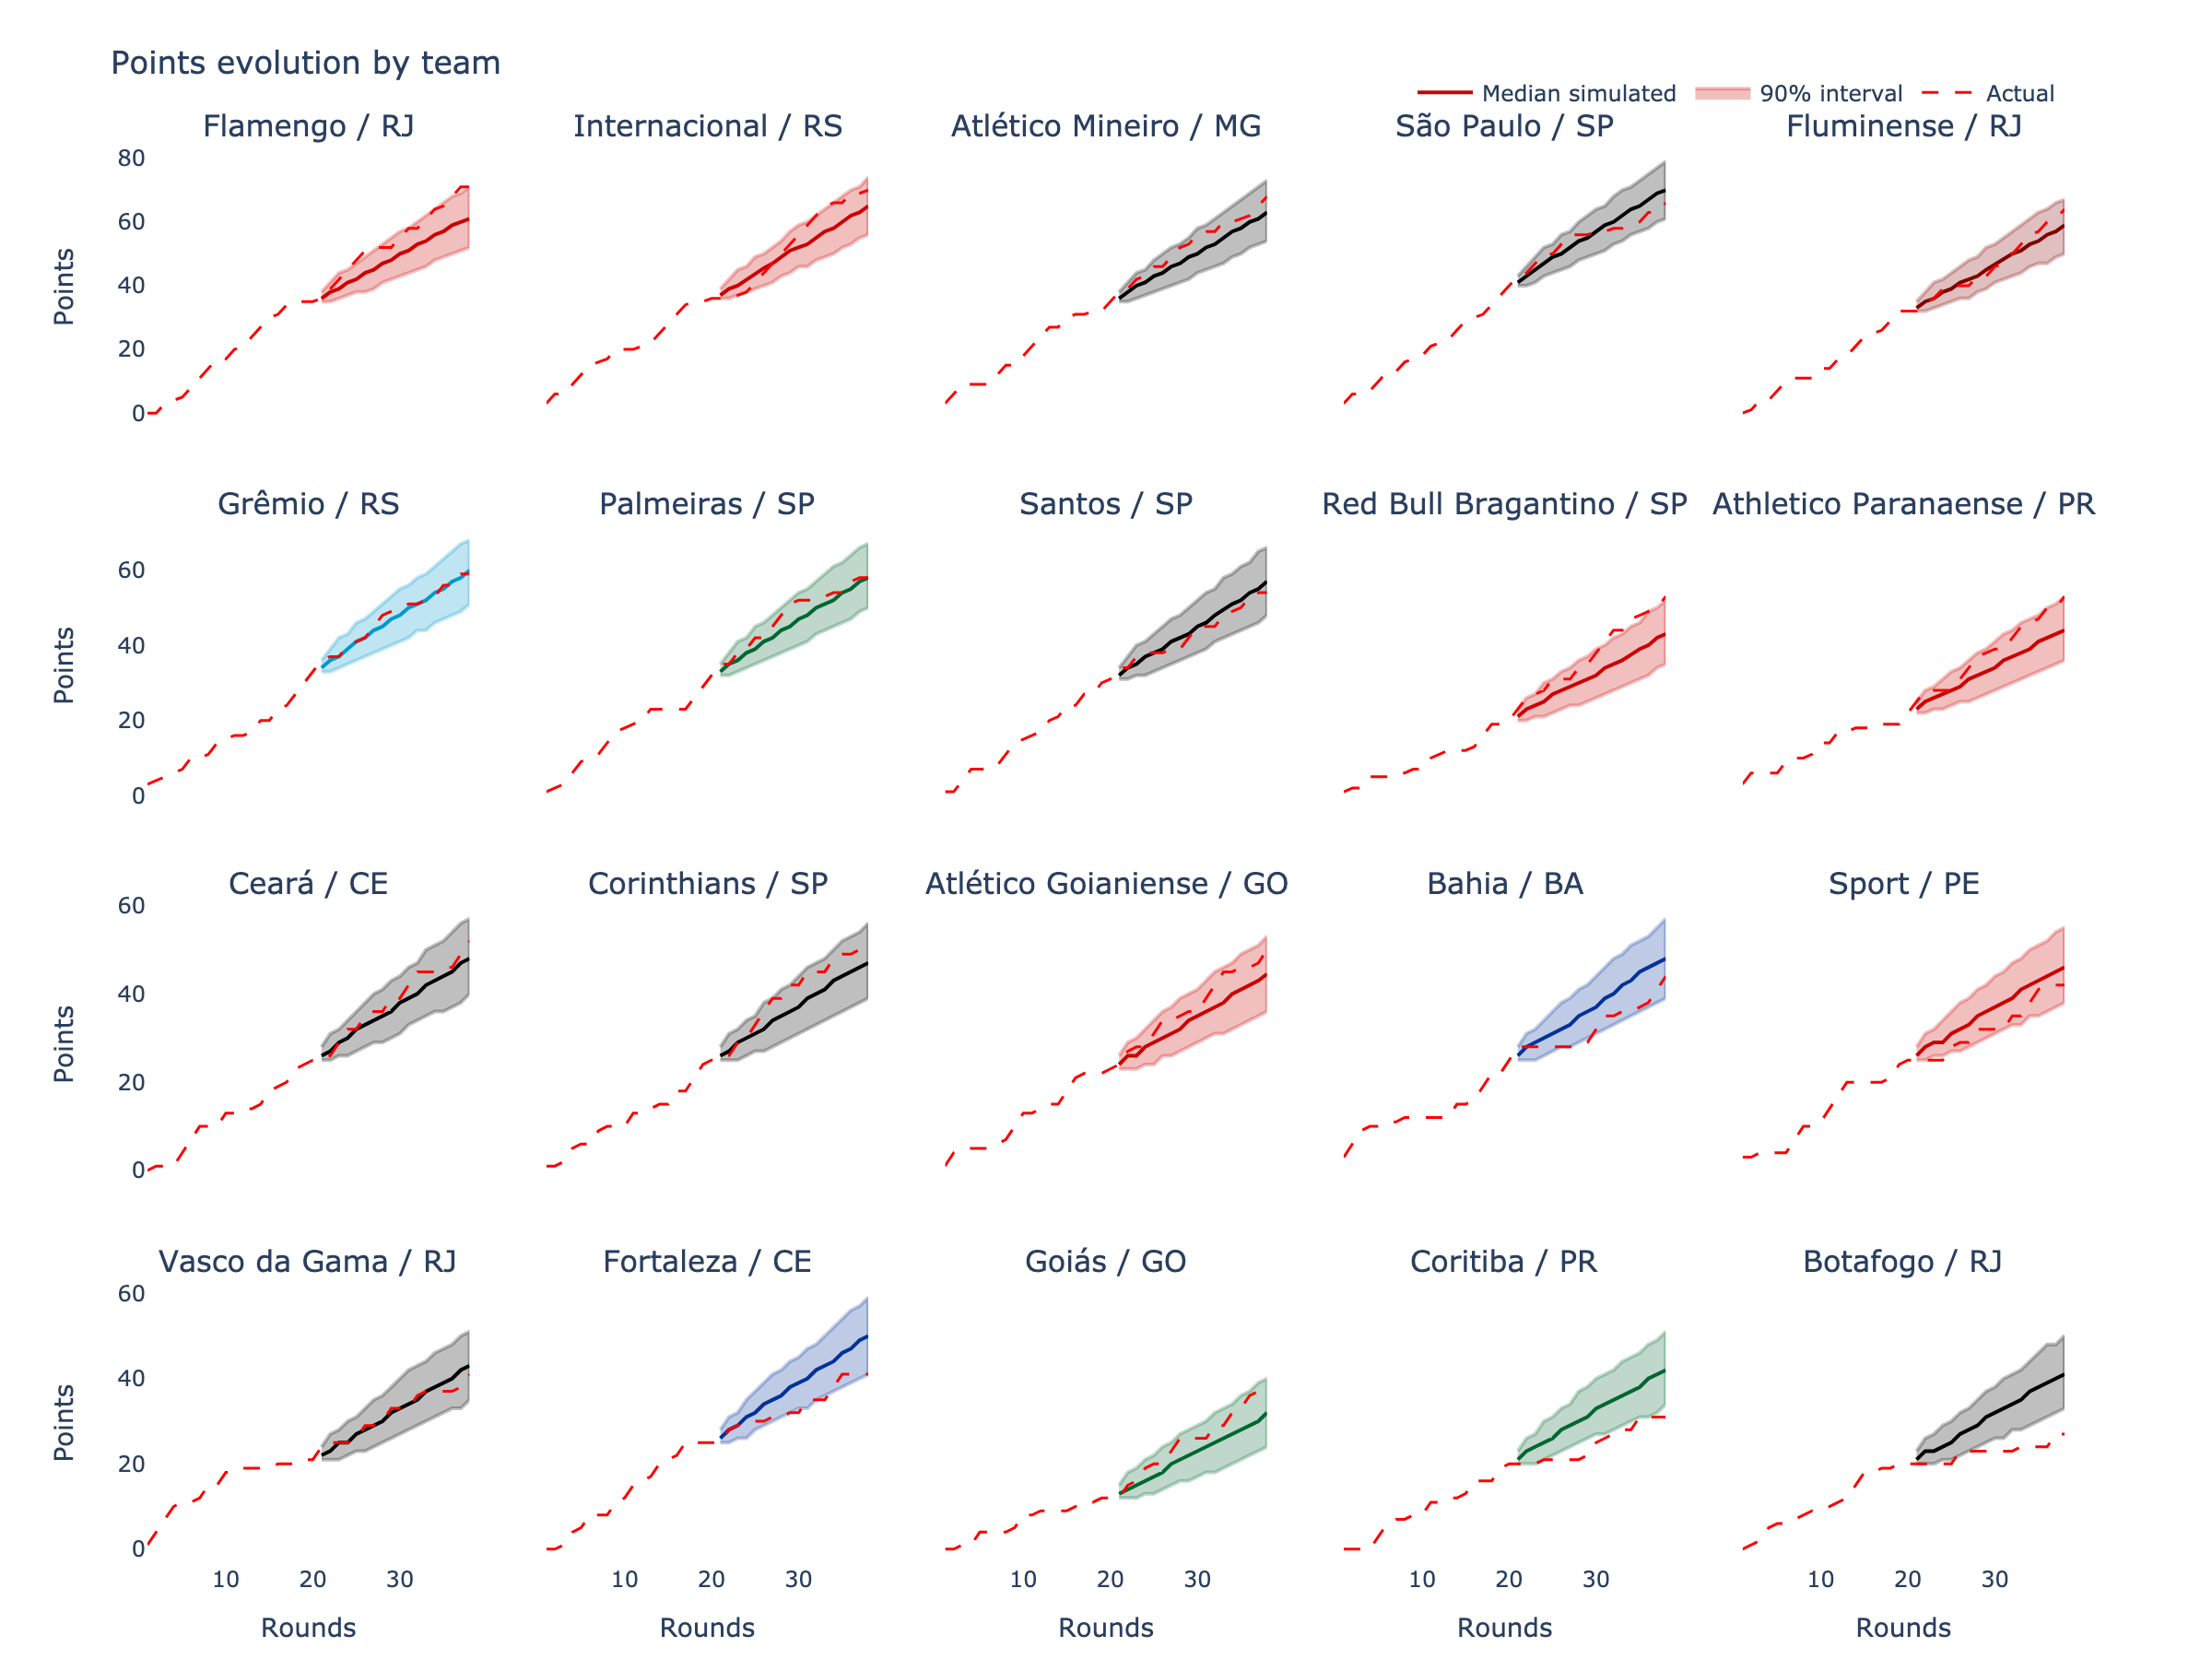 Points evolution by team
Median simulated 90% interval Actual
Flamengo / RJ Internacional / RS Atlético Mineiro / MG São Paulo / SP Fluminense / RJ
80
60
40
20
0
Points
Grêmio / RS Palmeiras / SP Santos / SP Red Bull Bragantino / SP Athletico Paranaense / PR
60
40
20
0
Points
Ceará / CE Corinthians / SP Atlético Goianiense / GO Bahia / BA Sport / PE
60
40
20
0
Points
Vasco da Gama / RJ Fortaleza / CE Goiás / GO Coritiba / PR Botafogo / RJ
60
40
20
0
Points
10 20 30 10 20 30 10 20 30 10 20 30 10 20 30
Rounds Rounds Rounds Rounds Rounds